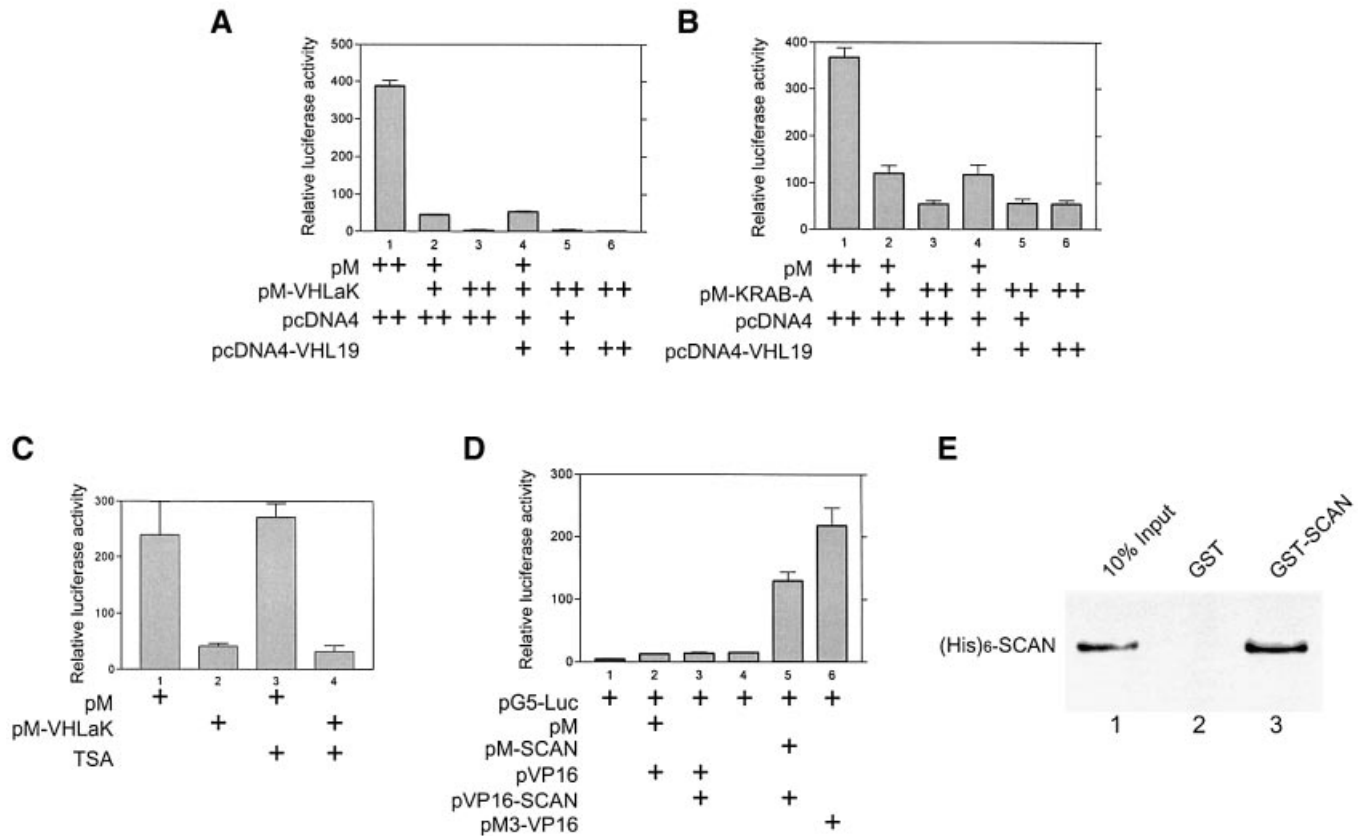 A
Relative luciferase activity
500
400
300
200
100
0
1 2 3 4 5 6
pM ++ + +
pM-VHLaK + ++ + ++ ++
pcDNA4 ++ ++ ++ + +
pcDNA4-VHL19 + + ++
B
Relative luciferase activity
400
300
200
100
0
1 2 3 4 5 6
pM ++ + +
pM-KRAB-A + ++ + ++ ++
pcDNA4 ++ ++ ++ + +
pcDNA4-VHL19 + + ++
C
Relative luciferase activity
300
200
100
0
1 2 3 4
pM + +
pM-VHLaK + +
TSA + +
D
Relative luciferase activity
300
200
100
0
1 2 3 4 5 6
pG5-Luc + + + + + +
pM +
pM-SCAN +
pVP16 + +
pVP16-SCAN + +
pM3-VP16 +
E
10% Input GST GST-SCAN
(His)6-SCAN
1 2 3